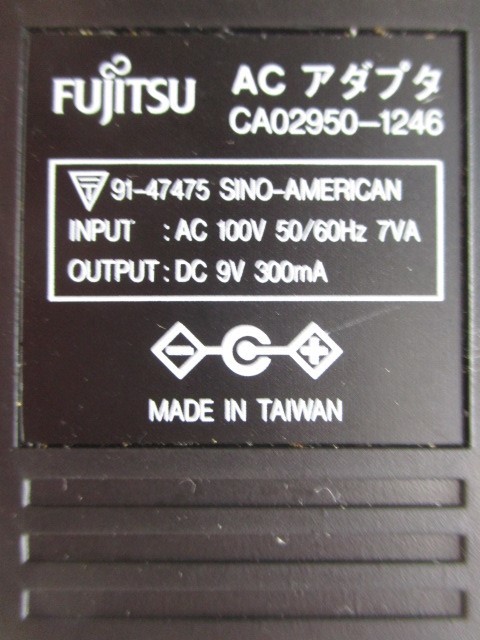 FUJITSU
AC アダプタ
CA02950-1246
T 91-47475 SINO-AMERICAN
INPUT : AC 100V 50/60Hz 7VA
OUTPUT : DC 9V 300mA
MADE IN TAIWAN